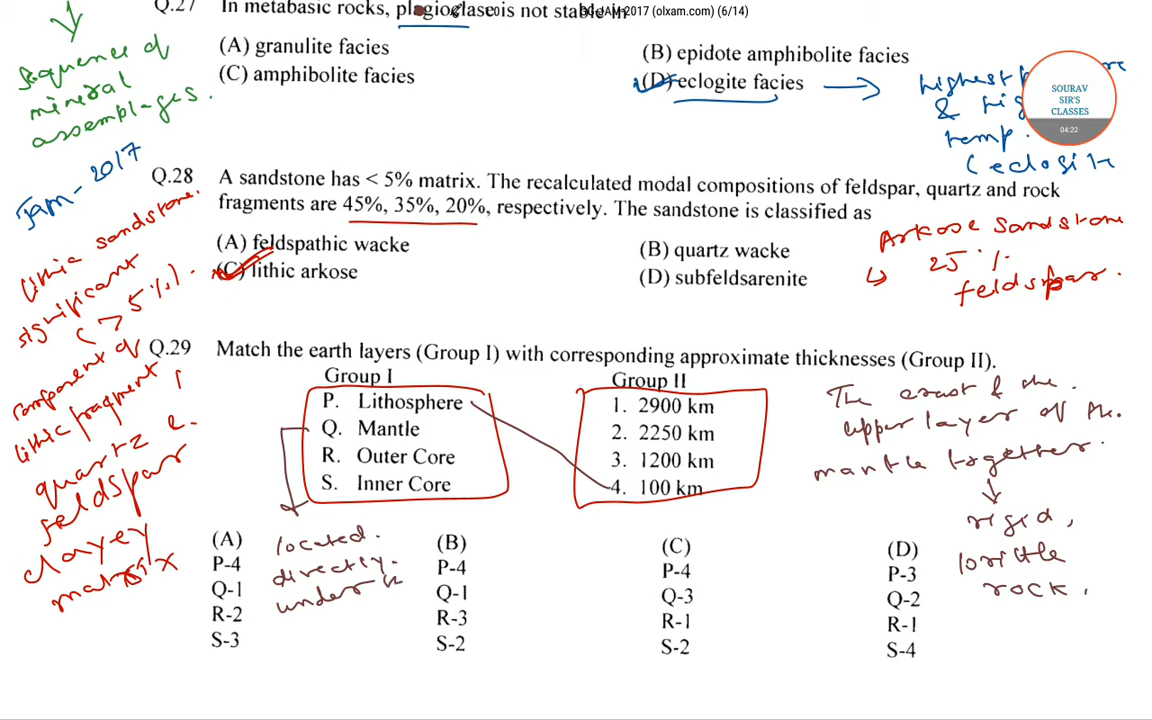 Q.27 In metabasic rocks, plagioclase is not stable in
GG JAM 2017 (olxam.com) (6/14)
(A) granulite facies
(B) epidote amphibolite facies
(C) amphibolite facies
(D) eclogite facies
highest
& hig
temp.
(eclogite
SOURAV
SIR'S
CLASSES
04:22
Sequence of
mineral
assemplages.
Jam - 2017
Q.28 A sandstone has < 5% matrix. The recalculated modal compositions of feldspar, quartz and rock
fragments are 45%, 35%, 20%, respectively. The sandstone is classified as
(A) feldspathic wacke
(B) quartz wacke
(C) lithic arkose
(D) subfeldsarenite
Arkose Sandstone
25 %
feldspar.
lithic sandstone.
significant
(> 5%).
component of
lithic fragment
quartz &
feldspar
clayey
matrix
Q.29 Match the earth layers (Group I) with corresponding approximate thicknesses (Group II).
Group I
P. Lithosphere
Q. Mantle
R. Outer Core
S. Inner Core
Group II
1. 2900 km
2. 2250 km
3. 1200 km
4. 100 km
The crust & the.
upper layer of the.
mantle together.
rigid,
brittle
rock.
located.
directly.
under
(A)
P-4
Q-1
R-2
S-3
(B)
P-4
Q-1
R-3
S-2
(C)
P-4
Q-3
R-1
S-2
(D)
P-3
Q-2
R-1
S-4